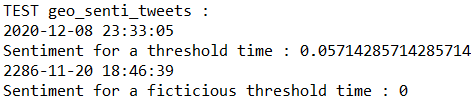 TEST geo_senti_tweets :
2020-12-08 23:33:05
Sentiment for a threshold time : 0.05714285714285714
2286-11-20 18:46:39
Sentiment for a ficticious threshold time : 0